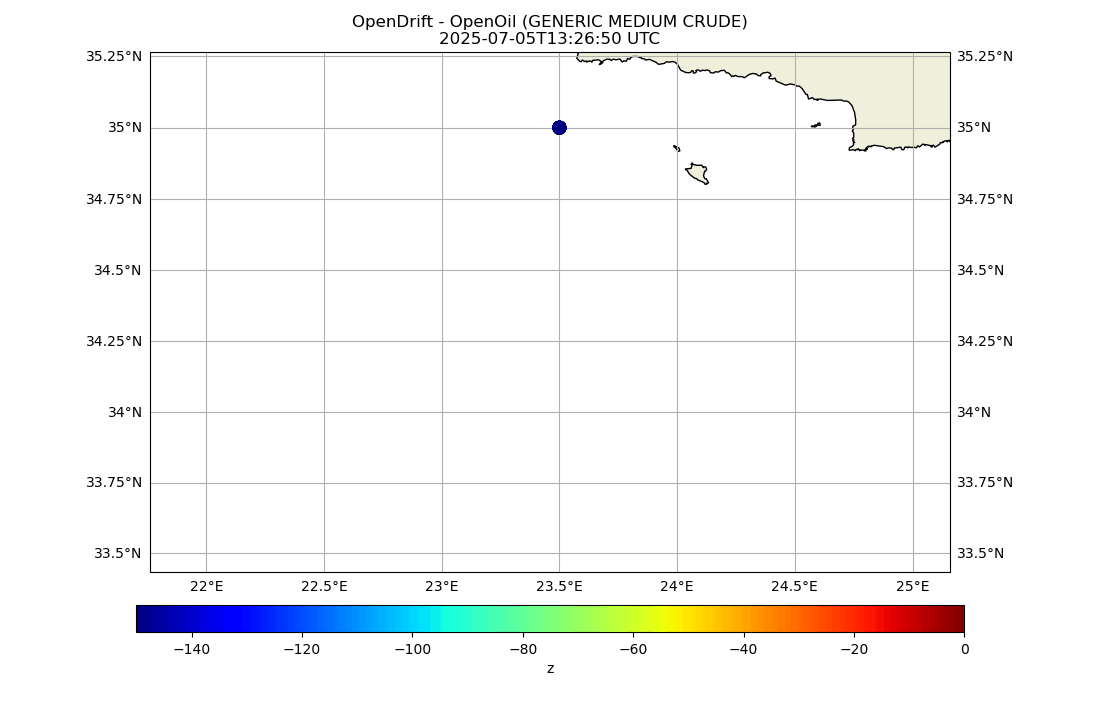 OpenDrift - OpenOil (GENERIC MEDIUM CRUDE)
2025-07-05T13:26:50 UTC
35.25°N 35.25°N
35°N 35°N
34.75°N 34.75°N
34.5°N 34.5°N
34.25°N 34.25°N
34°N 34°N
33.75°N 33.75°N
33.5°N 33.5°N
22°E 22.5°E 23°E 23.5°E 24°E 24.5°E 25°E
−140 −120 −100 −80 −60 −40 −20 0
z